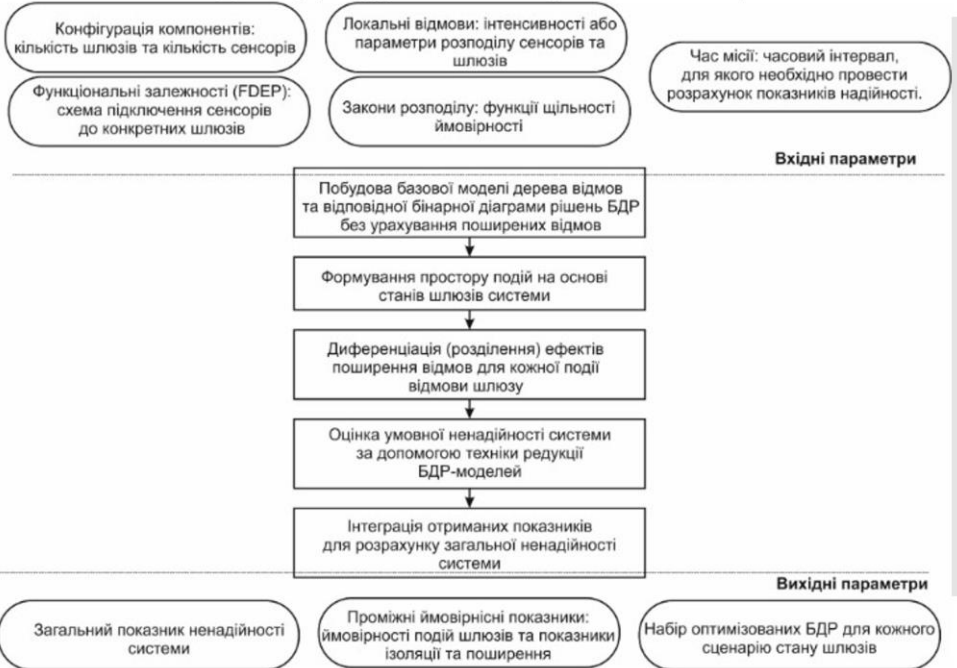 Конфігурація компонентів:
кількість шлюзів та кількість сенсорів
Функціональні залежності (FDEP):
схема підключення сенсорів
до конкретних шлюзів
Локальні відмови: інтенсивності або
параметри розподілу сенсорів та
шлюзів
Закони розподілу: функції щільності
ймовірності
Час місії: часовий інтервал,
для якого необхідно провести
розрахунок показників надійності.
Вхідні параметри
Побудова базової моделі дерева відмов
та відповідної бінарної діаграми рішень БДР
без урахування поширених відмов
Формування простору подій на основі
станів шлюзів системи
Диференціація (розділення) ефектів
поширення відмов для кожної події
відмови шлюзу
Оцінка умовної ненадійності системи
за допомогою техніки редукції
БДР-моделей
Інтеграція отриманих показників
для розрахунку загальної ненадійності
системи
Вихідні параметри
Загальний показник ненадійності
системи
Проміжні ймовірнісні показники:
ймовірності подій шлюзів та показники
ізоляції та поширення
Набір оптимізованих БДР для кожного
сценарію стану шлюзів